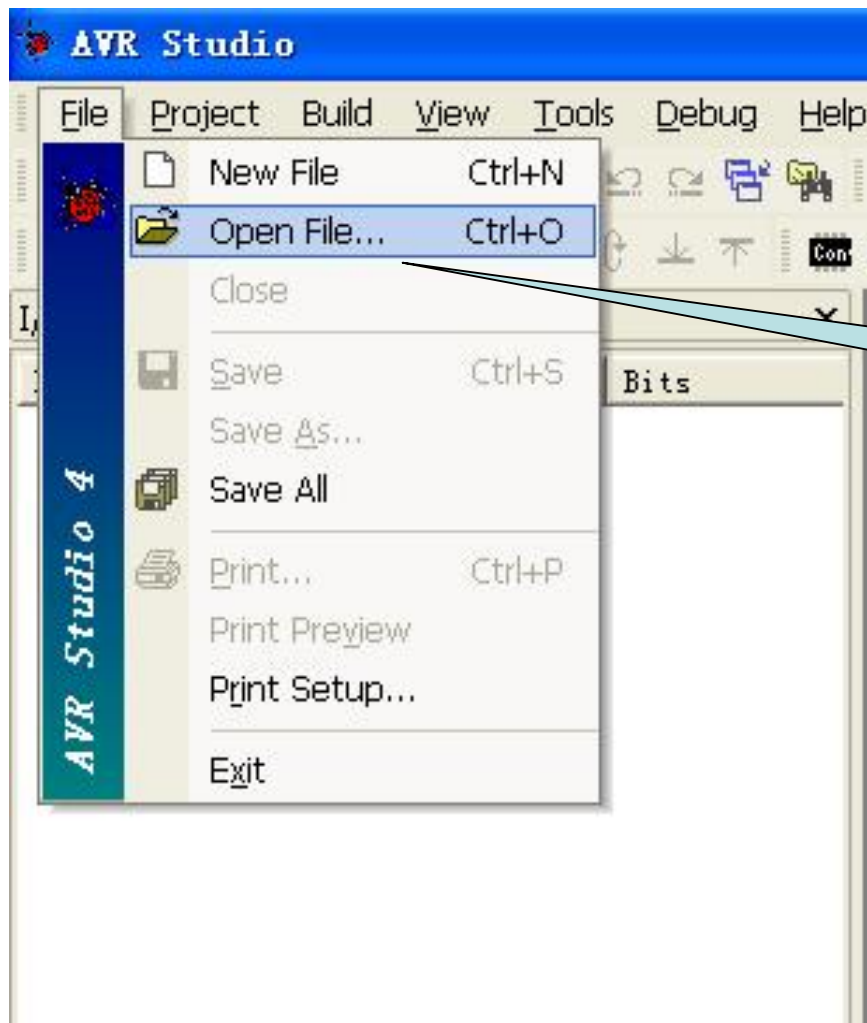 AVR Studio
File Project Build View Tools Debug Help
New File Ctrl+N
Open File... Ctrl+O
Close
Save Ctrl+S
Save As...
Save All
Print... Ctrl+P
Print Preview
Print Setup...
Exit
AVR Studio 4
Con
Bits